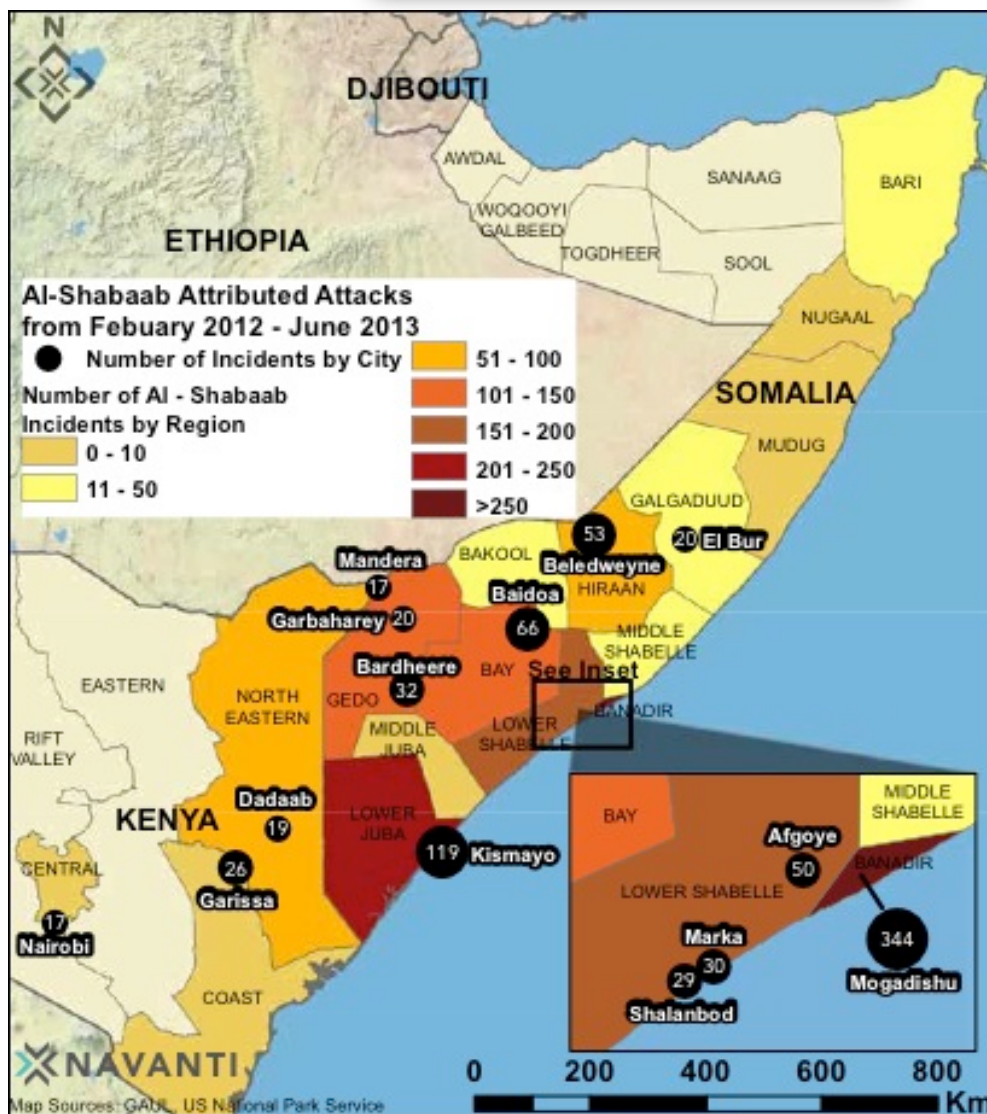 N
DJIBOUTI
AWDAL
WOQOOYI
GALBEED
TOGDHEER
SANAAG
SOOL
BARI
ETHIOPIA
Al-Shabaab Attributed Attacks
from Febuary 2012 - June 2013
Number of Incidents by City
Number of Al - Shabaab
Incidents by Region
0 - 10
11 - 50
51 - 100
101 - 150
151 - 200
201 - 250
>250
NUGAAL
SOMALIA
MUDUG
GALGADUUD
20 El Bur
53
Beledweyne
HIRAAN
BAKOOL
Mandera
17
Garbaharey 20
Baidoa
66
MIDDLE
SHABELLE
See Inset
BANADIR
Bardheere
32
GEDO
BAY
LOWER
SHABELLE
MIDDLE
JUBA
EASTERN
NORTH
EASTERN
RIFT
VALLEY
KENYA
Dadaab
19
LOWER
JUBA
119 Kismayo
26
Garissa
CENTRAL
17
Nairobi
COAST
BAY
MIDDLE
SHABELLE
Afgoye
50
BANADIR
LOWER SHABELLE
Marka
30
29
Shalanbod
344
Mogadishu
NAVANTI
Map Sources: GAUL, US National Park Service
0 200 400 600 800
Km